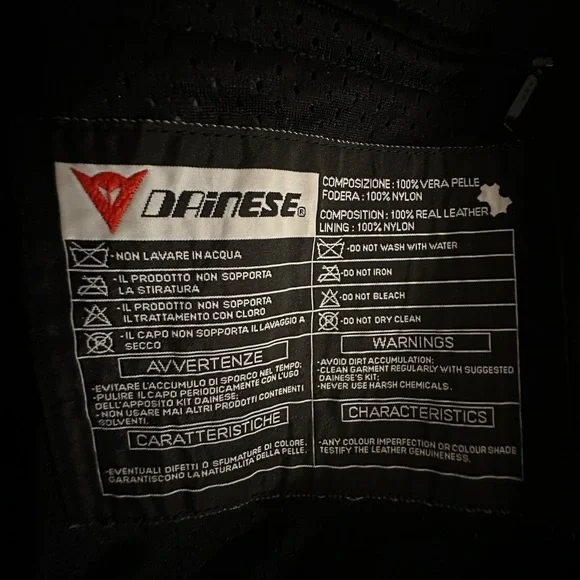 DAINESE®
COMPOSIZIONE: 100% VERA PELLE
FODERA: 100% NYLON
COMPOSITION: 100% REAL LEATHER
LINING: 100% NYLON
-NON LAVARE IN ACQUA
-IL PRODOTTO NON SOPPORTA
LA STIRATURA
-IL PRODOTTO NON SOPPORTA
IL TRATTAMENTO CON CLORO
-IL CAPO NON SOPPORTA IL LAVAGGIO A
SECCO
AVVERTENZE
-EVITARE L'ACCUMULO DI SPORCO NEL TEMPO;
-PULIRE IL CAPO PERIODICAMENTE CON L'USO
DELL'APPOSITO KIT DAINESE;
-NON USARE MAI ALTRI PRODOTTI CONTENENTI
SOLVENTI.
CARATTERISTICHE
-EVENTUALI DIFETTI O SFUMATURE DI COLORE,
GARANTISCONO LA NATURALITÀ DELLA PELLE.
-DO NOT WASH WITH WATER
-DO NOT IRON
-DO NOT BLEACH
-DO NOT DRY CLEAN
WARNINGS
-AVOID DIRT ACCUMULATION;
-CLEAN GARMENT REGULARLY WITH SUGGESTED
DAINESE'S KIT;
-NEVER USE HARSH CHEMICALS.
CHARACTERISTICS
-ANY COLOUR IMPERFECTION OR COLOUR SHADE
TESTIFY THE LEATHER GENUINENESS.